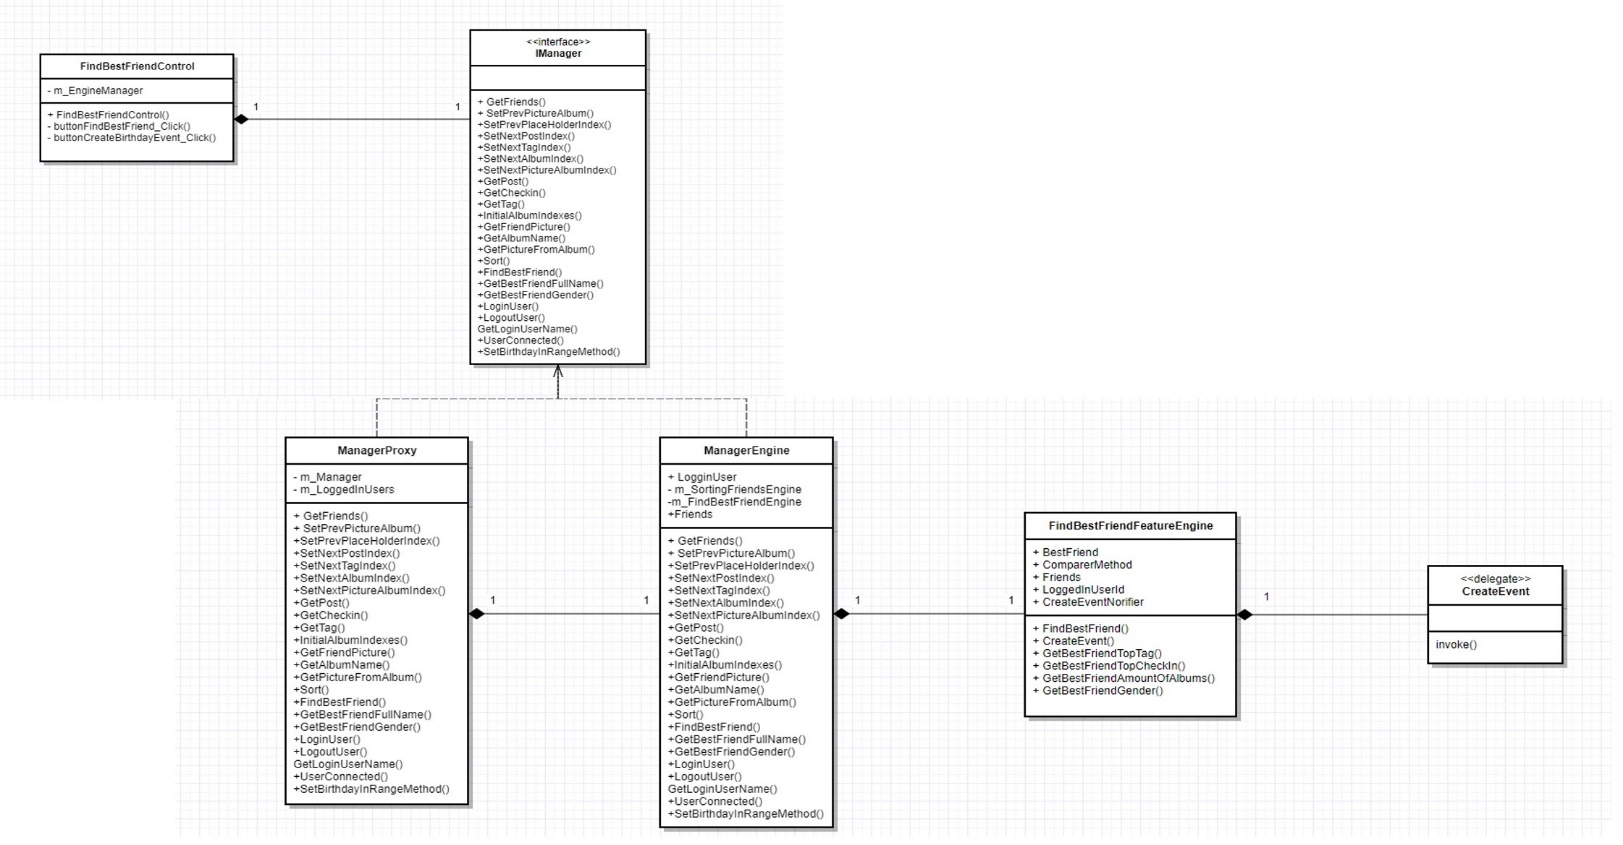 FindBestFriendControl
- m_EngineManager
+ FindBestFriendControl()
- buttonFindBestFriend_Click()
- buttonCreateBirthdayEvent_Click()
1
1
<<interface>>
IManager
+ GetFriends()
+ SetPrevPictureAlbum()
+SetPrevPlaceHolderIndex()
+SetNextPostIndex()
+SetNextTagIndex()
+SetNextAlbumIndex()
+SetNextPictureAlbumIndex()
+GetPost()
+GetCheckin()
+GetTag()
+InitialAlbumIndexes()
+GetFriendPicture()
+GetAlbumName()
+GetPictureFromAlbum()
+Sort()
+FindBestFriend()
+GetBestFriendFullName()
+GetBestFriendGender()
+LoginUser()
+LogoutUser()
GetLoginUserName()
+UserConnected()
+SetBirthdayInRangeMethod()
ManagerProxy
- m_Manager
- m_LoggedInUsers
+ GetFriends()
+ SetPrevPictureAlbum()
+SetPrevPlaceHolderIndex()
+SetNextPostIndex()
+SetNextTagIndex()
+SetNextAlbumIndex()
+SetNextPictureAlbumIndex()
+GetPost()
+GetCheckin()
+GetTag()
+InitialAlbumIndexes()
+GetFriendPicture()
+GetAlbumName()
+GetPictureFromAlbum()
+Sort()
+FindBestFriend()
+GetBestFriendFullName()
+GetBestFriendGender()
+LoginUser()
+LogoutUser()
GetLoginUserName()
+UserConnected()
+SetBirthdayInRangeMethod()
1
1
ManagerEngine
+ LogginUser
- m_SortingFriendsEngine
-m_FindBestFriendEngine
+Friends
+ GetFriends()
+ SetPrevPictureAlbum()
+SetPrevPlaceHolderIndex()
+SetNextPostIndex()
+SetNextTagIndex()
+SetNextAlbumIndex()
+SetNextPictureAlbumIndex()
+GetPost()
+GetCheckin()
+GetTag()
+InitialAlbumIndexes()
+GetFriendPicture()
+GetAlbumName()
+GetPictureFromAlbum()
+Sort()
+FindBestFriend()
+GetBestFriendFullName()
+GetBestFriendGender()
+LoginUser()
+LogoutUser()
GetLoginUserName()
+UserConnected()
+SetBirthdayInRangeMethod()
1
1
FindBestFriendFeatureEngine
+ BestFriend
+ ComparerMethod
+ Friends
+ LoggedInUserId
+ CreateEventNorifier
+ FindBestFriend()
+ CreateEvent()
+ GetBestFriendTopTag()
+ GetBestFriendTopCheckIn()
+ GetBestFriendAmountOfAlbums()
+ GetBestFriendGender()
1
<<delegate>>
CreateEvent
invoke()